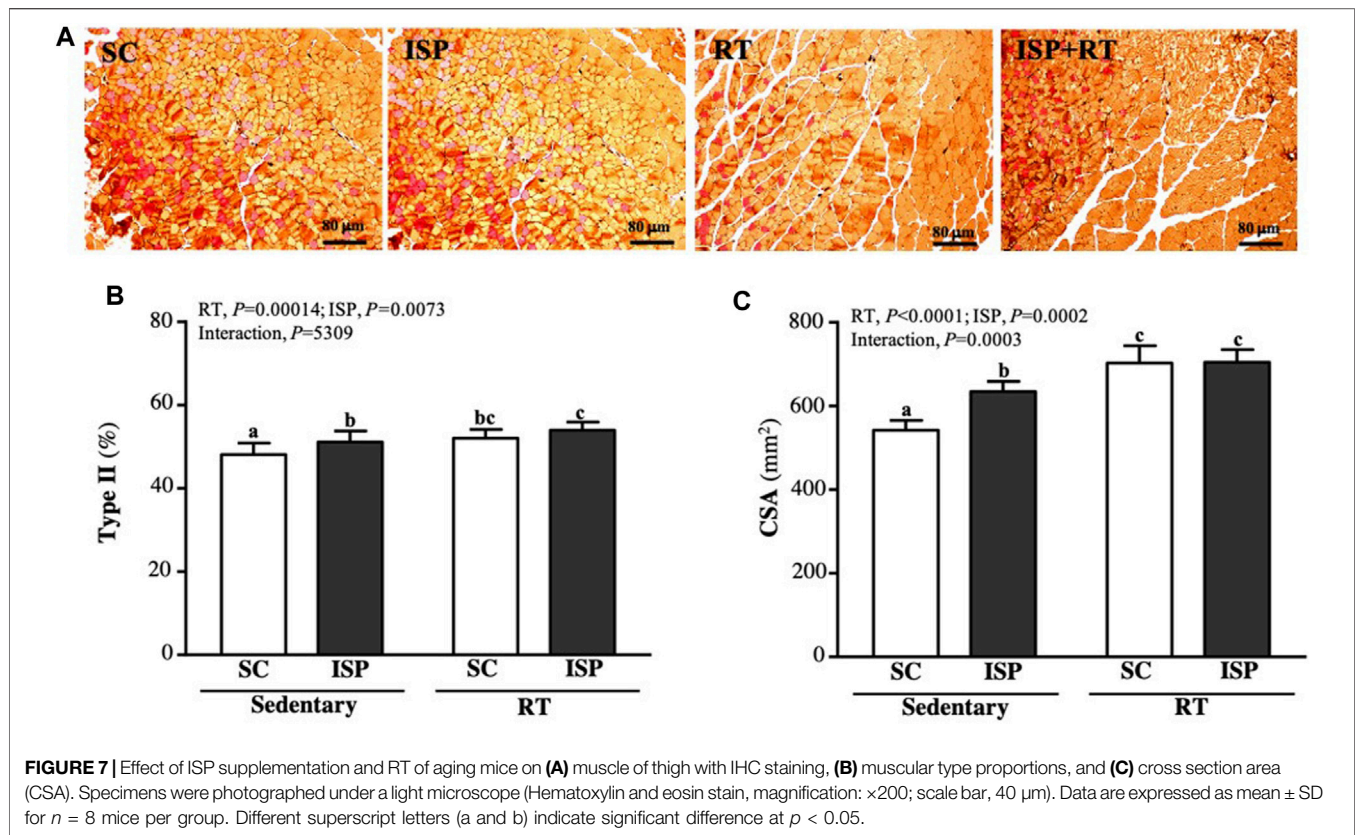 A
SC
ISP
RT
ISP+RT
80 µm
80 µm
80 µm
80 µm
B
RT, P=0.00014; ISP, P=0.0073
Interaction, P=5309
Type II (%)
80
60
40
20
0
a
b
bc
c
SC
ISP
SC
ISP
Sedentary
RT
C
RT, P<0.0001; ISP, P=0.0002
Interaction, P=0.0003
CSA (mm²)
800
600
400
200
0
a
b
c
c
SC
ISP
SC
ISP
Sedentary
RT
FIGURE 7 | Effect of ISP supplementation and RT of aging mice on (A) muscle of thigh with IHC staining, (B) muscular type proportions, and (C) cross section area
(CSA). Specimens were photographed under a light microscope (Hematoxylin and eosin stain, magnification: ×200; scale bar, 40 µm). Data are expressed as mean ± SD
for n = 8 mice per group. Different superscript letters (a and b) indicate significant difference at p < 0.05.